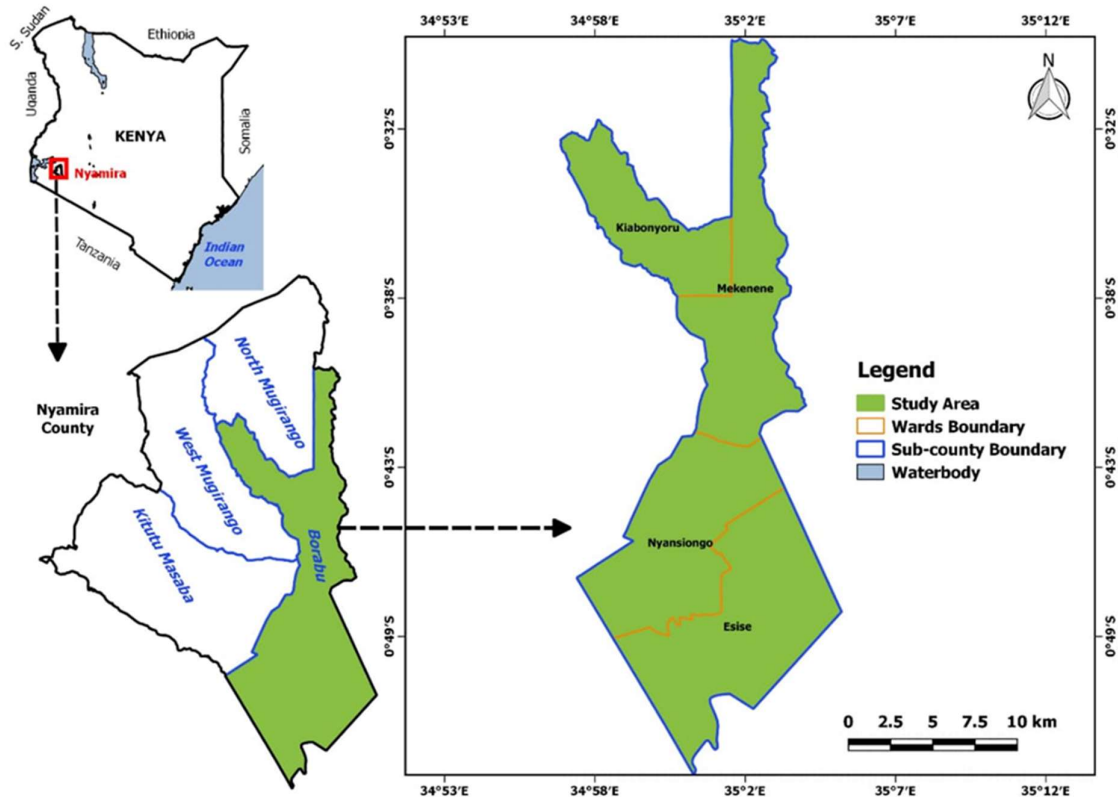 S. Sudan
Ethiopia
Uganda
KENYA
Somalia
Nyamira
Tanzania
Indian
Ocean
Nyamira
County
North Mugirango
West Mugirango
Kitutu Masaba
Borabu
34°53'E
34°58'E
35°2'E
35°7'E
35°12'E
N
0°32'S
0°32'S
0°38'S
0°38'S
0°43'S
0°43'S
0°49'S
0°49'S
Kiabonyoru
Mekenene
Nyansiongo
Esise
Legend
Study Area
Wards Boundary
Sub-county Boundary
Waterbody
0 2.5 5 7.5 10 km
34°53'E
34°58'E
35°2'E
35°7'E
35°12'E